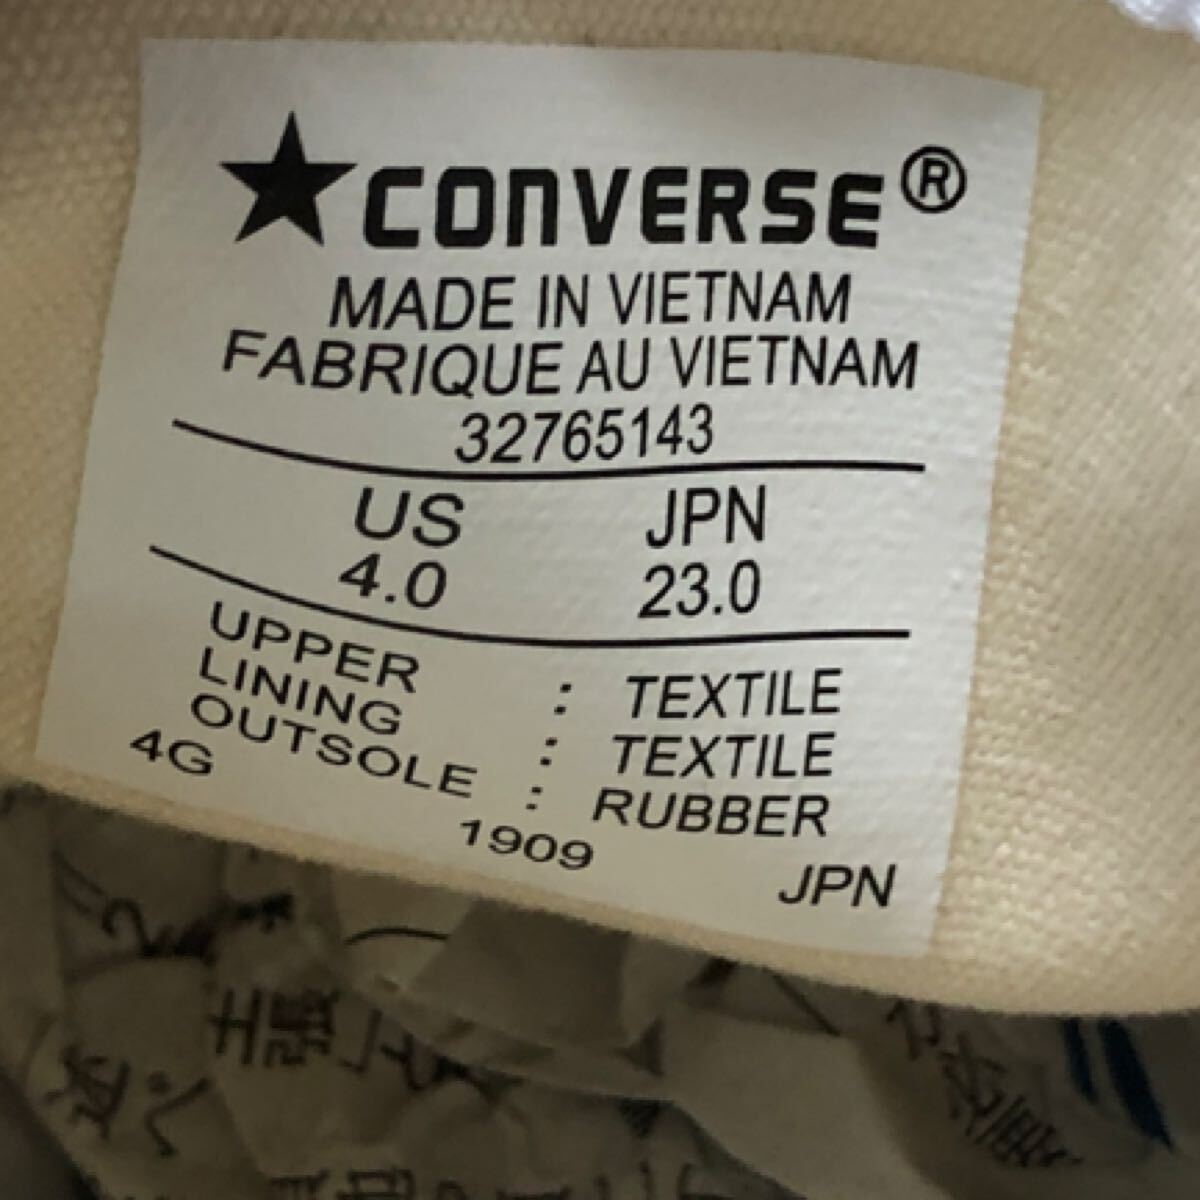 ★CONVERSE®
MADE IN VIETNAM
FABRIQUE AU VIETNAM
32765143
US JPN
4.0 23.0
UPPER : TEXTILE
LINING : TEXTILE
OUTSOLE : RUBBER
4G 1909 JPN